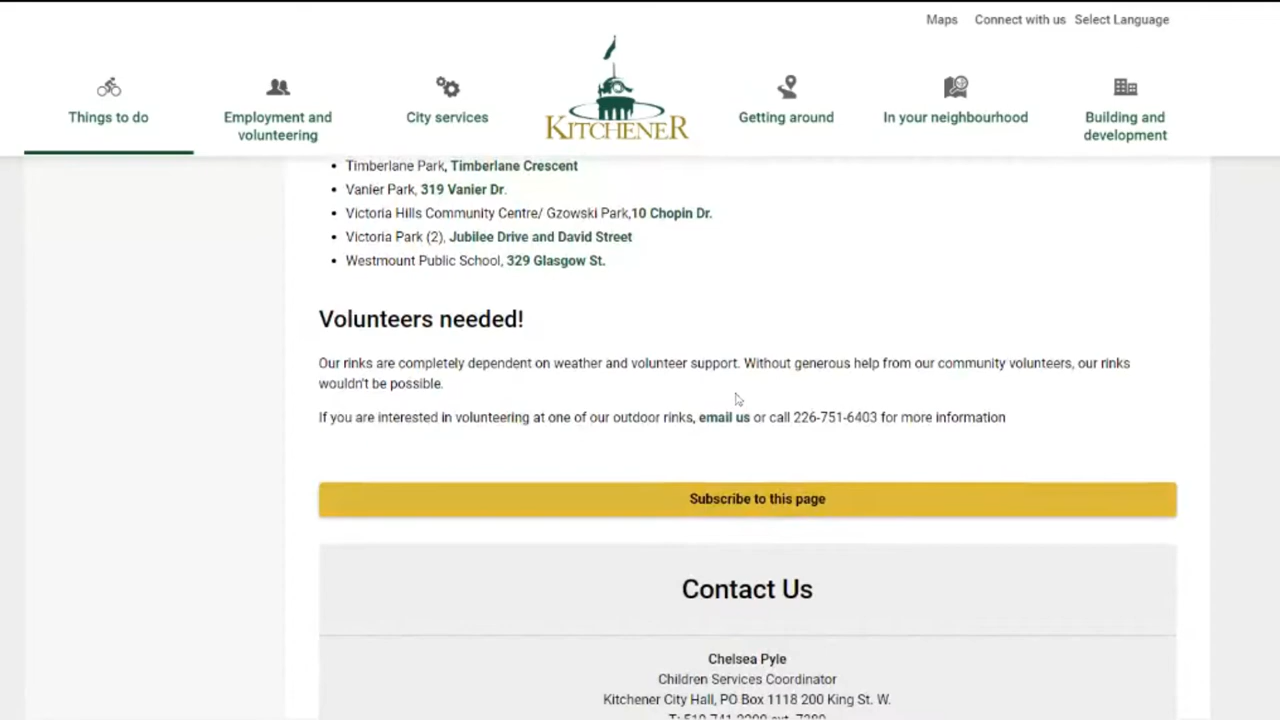 Maps Connect with us Select Language
Things to do
Employment and
volunteering
City services
KITCHENER
Getting around
In your neighbourhood
Building and
development
• Timberlane Park, Timberlane Crescent
• Vanier Park, 319 Vanier Dr.
• Victoria Hills Community Centre/ Gzowski Park,10 Chopin Dr.
• Victoria Park (2), Jubilee Drive and David Street
• Westmount Public School, 329 Glasgow St.
Volunteers needed!
Our rinks are completely dependent on weather and volunteer support. Without generous help from our community volunteers, our rinks
wouldn't be possible.
If you are interested in volunteering at one of our outdoor rinks, email us or call 226-751-6403 for more information
Subscribe to this page
Contact Us
Chelsea Pyle
Children Services Coordinator
Kitchener City Hall, PO Box 1118 200 King St. W.